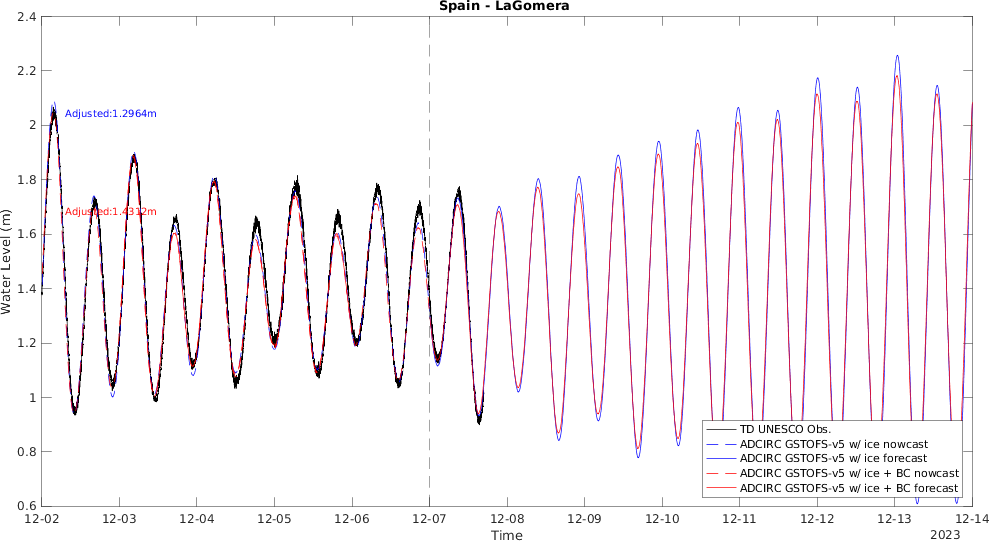 Spain - LaGomera
2.4
2.2
2
1.8
1.6
1.4
1.2
1
0.8
0.6
Water Level (m)
Adjusted:1.2964m
Adjusted:1.4312m
TD UNESCO Obs.
ADCIRC GSTOFS-v5 w/ ice nowcast
ADCIRC GSTOFS-v5 w/ ice forecast
ADCIRC GSTOFS-v5 w/ ice + BC nowcast
ADCIRC GSTOFS-v5 w/ ice + BC forecast
12-02 12-03 12-04 12-05 12-06 12-07 12-08 12-09 12-10 12-11 12-12 12-13 12-14
Time
2023